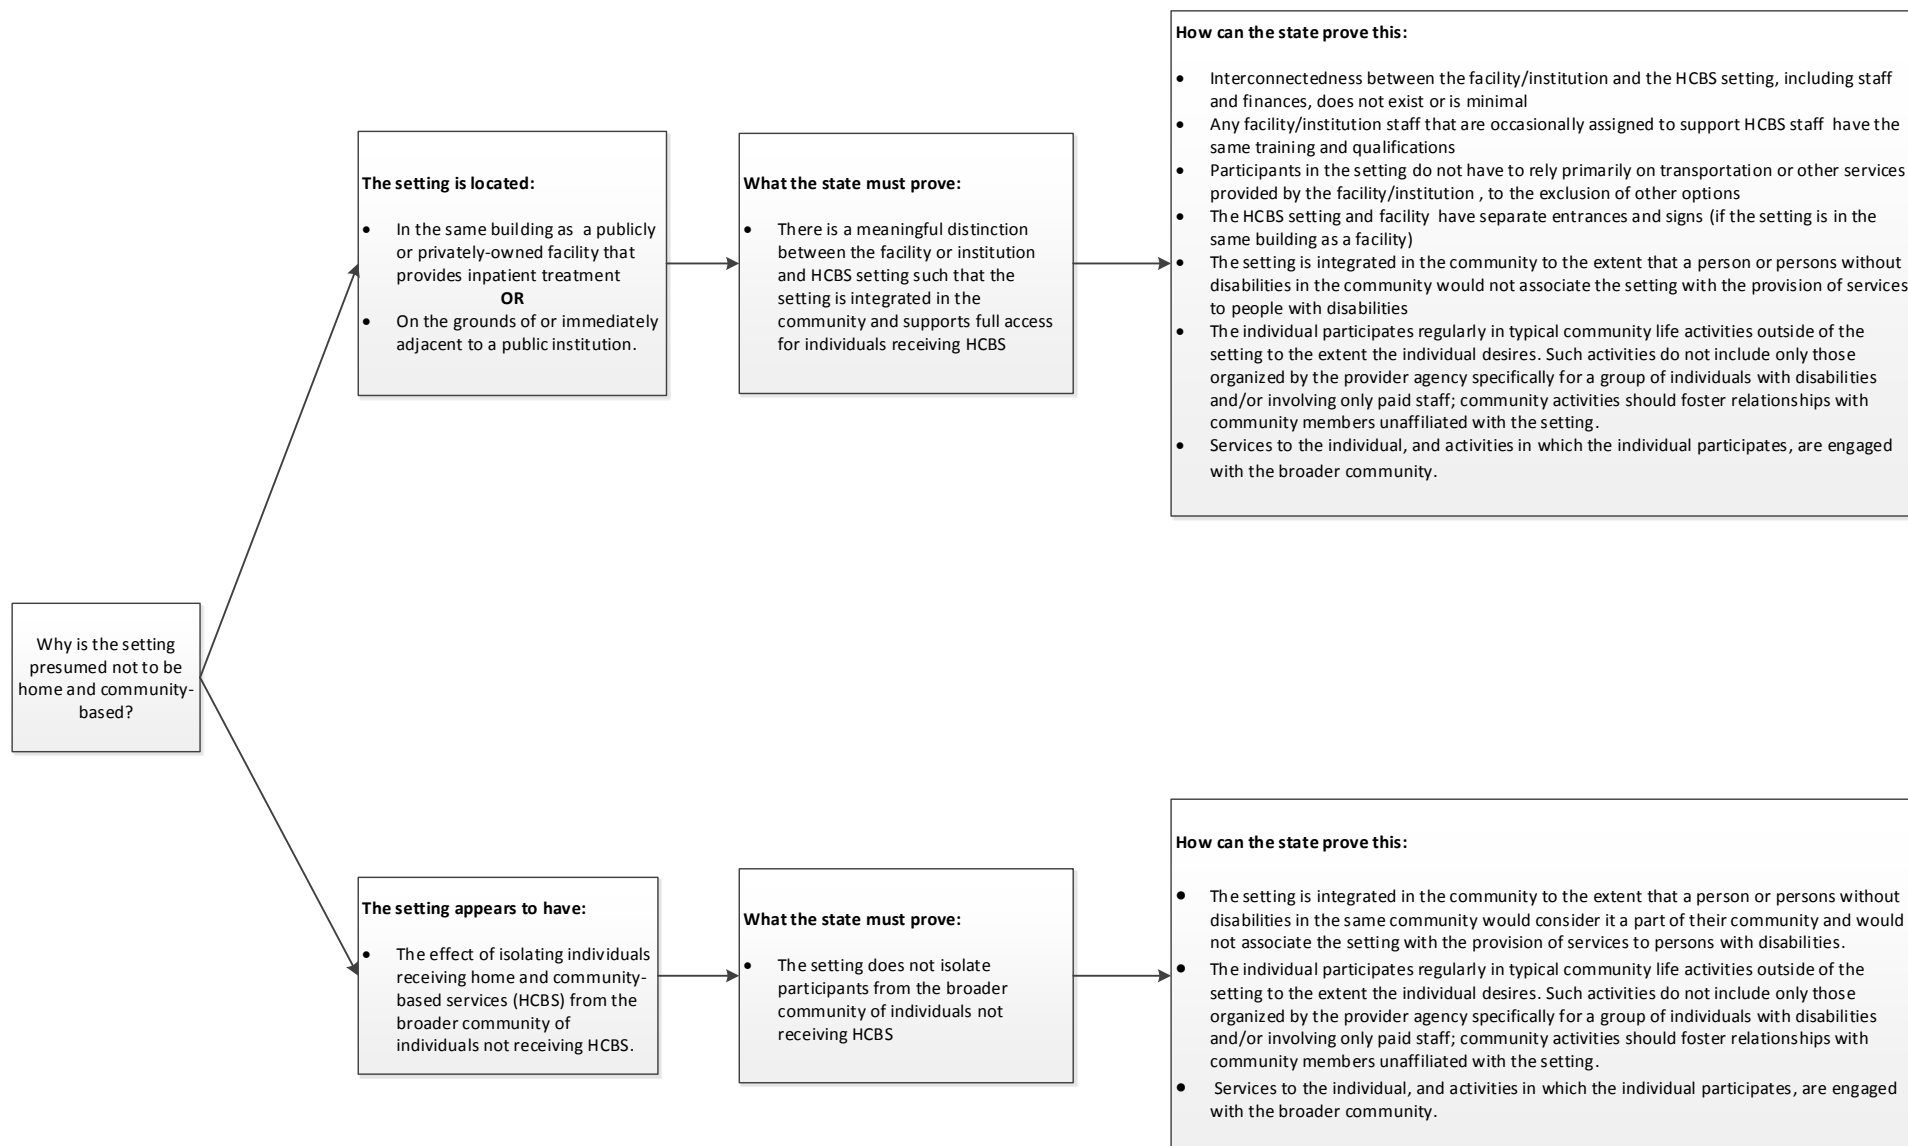 Why is the setting
presumed not to be
home and community-
based?
The setting is located:
• In the same building as a publicly
or privately-owned facility that
provides inpatient treatment
OR
• On the grounds of or immediately
adjacent to a public institution.
What the state must prove:
• There is a meaningful distinction
between the facility or institution
and HCBS setting such that the
setting is integrated in the
community and supports full access
for individuals receiving HCBS
How can the state prove this:
• Interconnectedness between the facility/institution and the HCBS setting, including staff
and finances, does not exist or is minimal
• Any facility/institution staff that are occasionally assigned to support HCBS staff have the
same training and qualifications
• Participants in the setting do not have to rely primarily on transportation or other services
provided by the facility/institution , to the exclusion of other options
• The HCBS setting and facility have separate entrances and signs (if the setting is in the
same building as a facility)
• The setting is integrated in the community to the extent that a person or persons without
disabilities in the community would not associate the setting with the provision of services
to people with disabilities
• The individual participates regularly in typical community life activities outside of the
setting to the extent the individual desires. Such activities do not include only those
organized by the provider agency specifically for a group of individuals with disabilities
and/or involving only paid staff; community activities should foster relationships with
community members unaffiliated with the setting.
• Services to the individual, and activities in which the individual participates, are engaged
with the broader community.
The setting appears to have:
• The effect of isolating individuals
receiving home and community-
based services (HCBS) from the
broader community of
individuals not receiving HCBS.
What the state must prove:
• The setting does not isolate
participants from the broader
community of individuals not
receiving HCBS
How can the state prove this:
• The setting is integrated in the community to the extent that a person or persons without
disabilities in the same community would consider it a part of their community and would
not associate the setting with the provision of services to persons with disabilities.
• The individual participates regularly in typical community life activities outside of the
setting to the extent the individual desires. Such activities do not include only those
organized by the provider agency specifically for a group of individuals with disabilities
and/or involving only paid staff; community activities should foster relationships with
community members unaffiliated with the setting.
• Services to the individual, and activities in which the individual participates, are engaged
with the broader community.